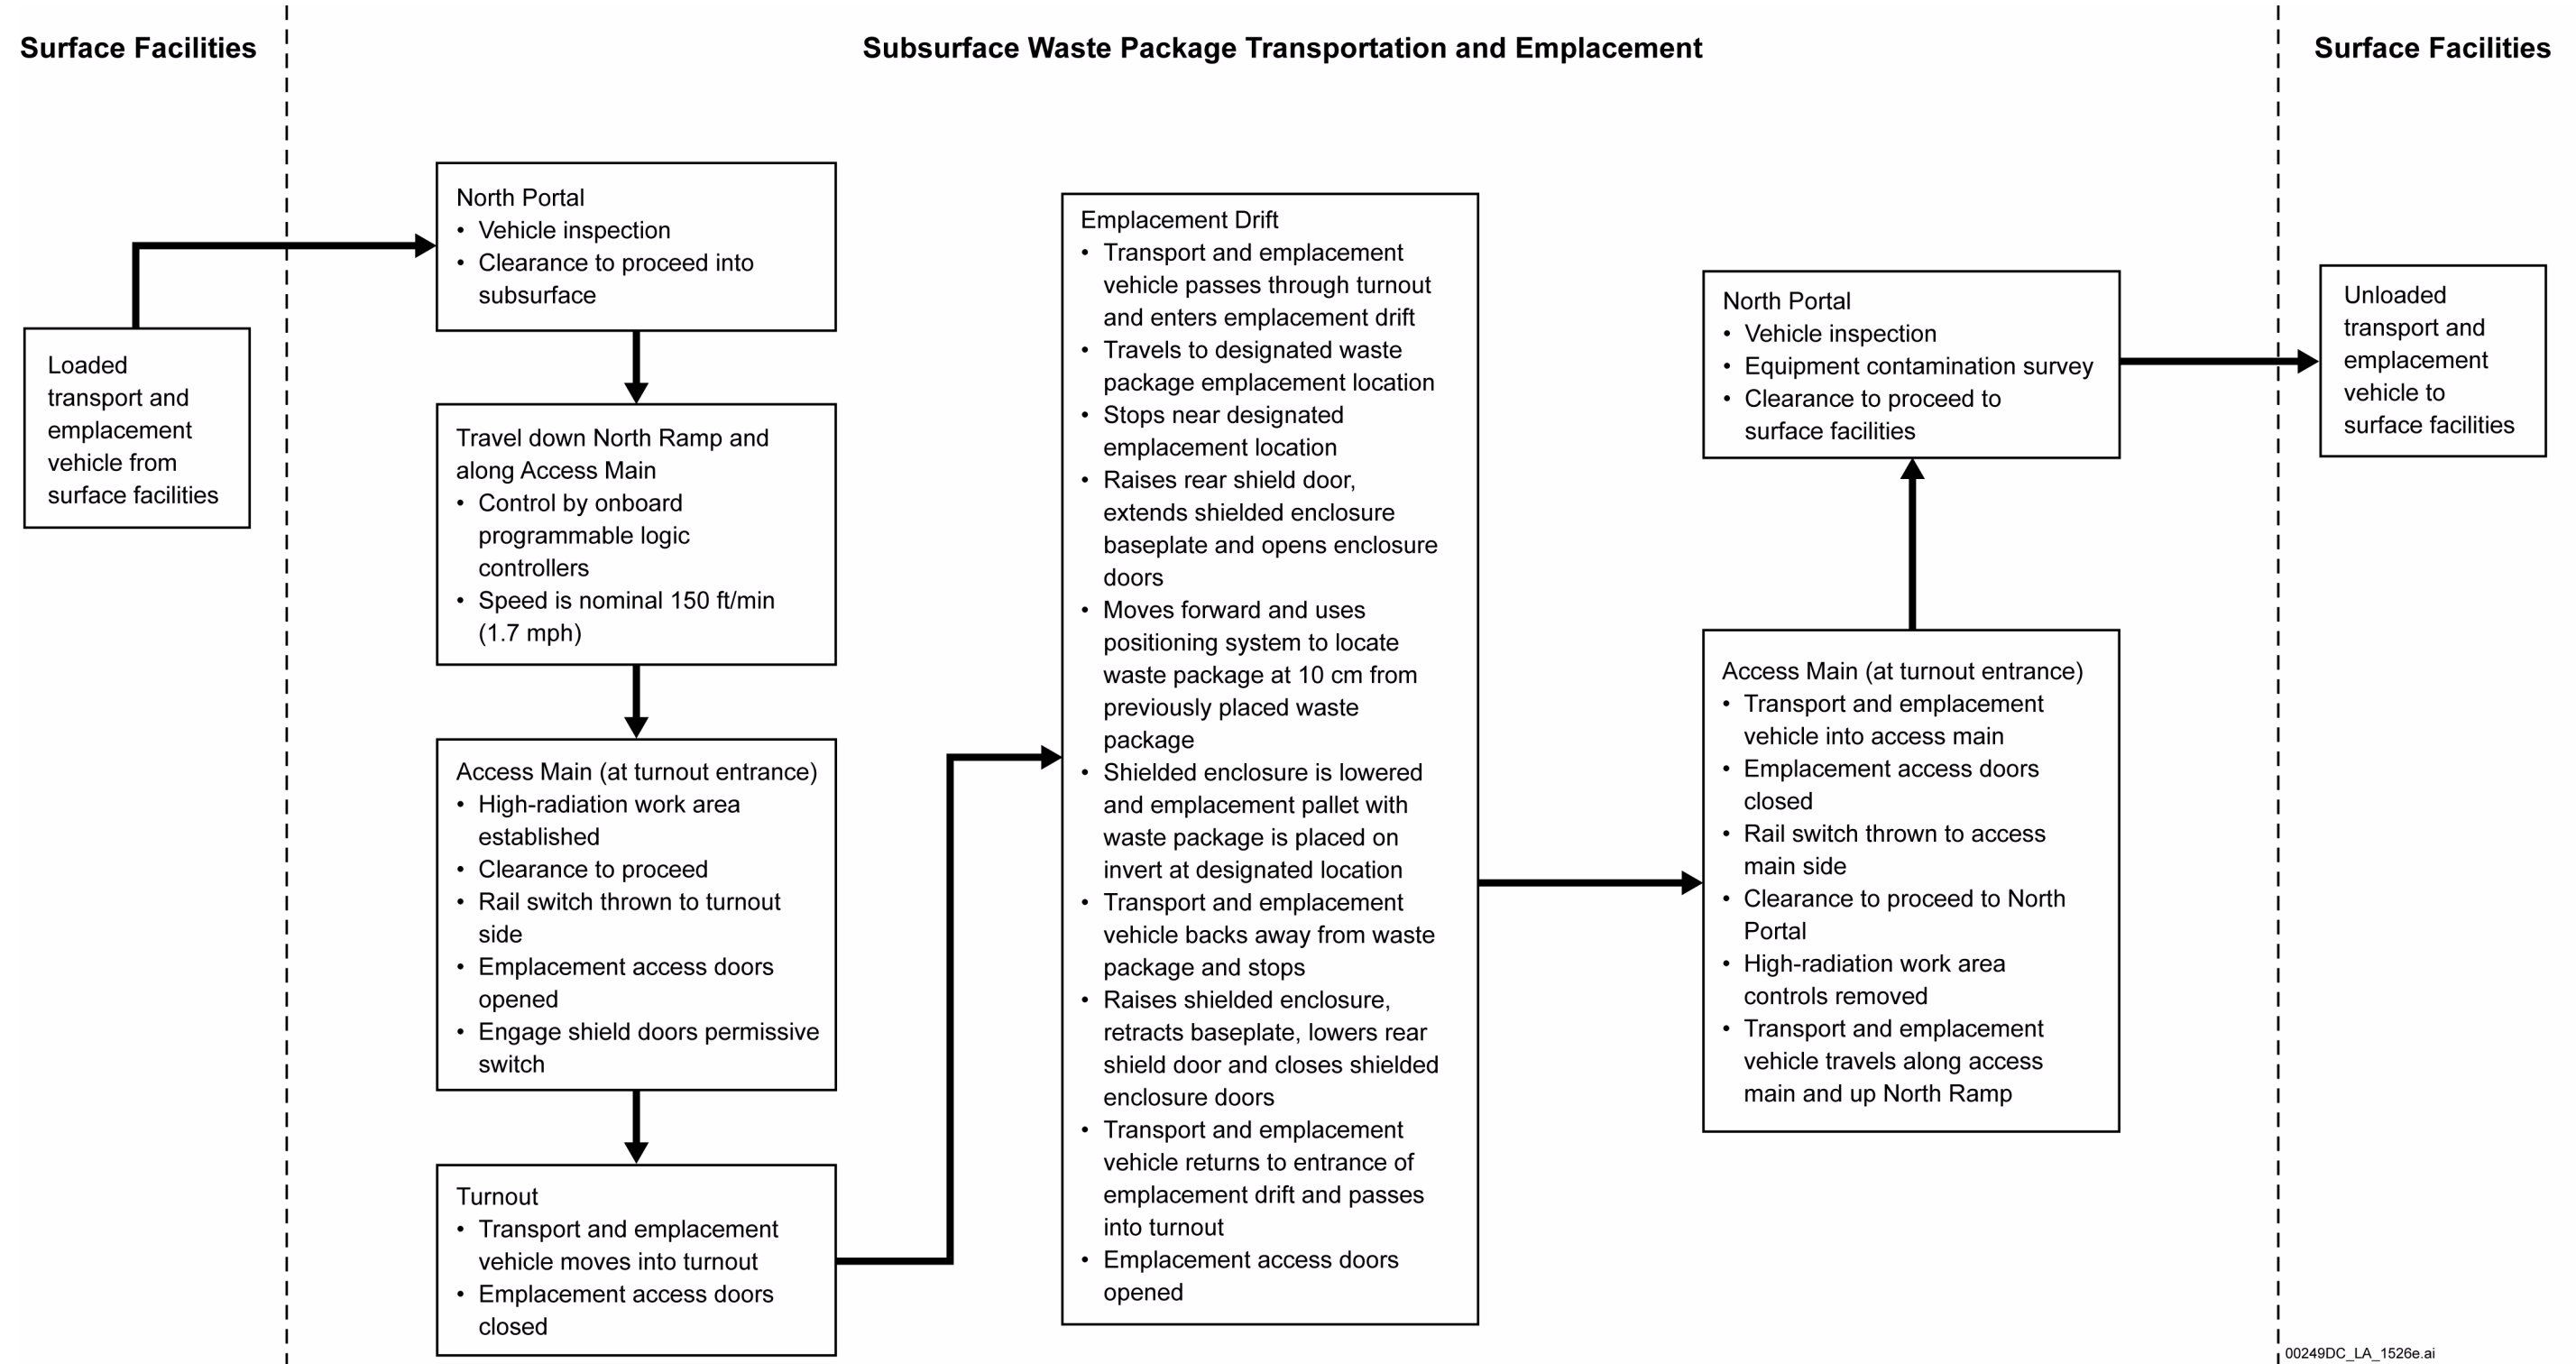 Surface Facilities
Subsurface Waste Package Transportation and Emplacement
Surface Facilities
Loaded
transport and
emplacement
vehicle from
surface facilities
North Portal
• Vehicle inspection
• Clearance to proceed into
subsurface
Travel down North Ramp and
along Access Main
• Control by onboard
programmable logic
controllers
• Speed is nominal 150 ft/min
(1.7 mph)
Access Main (at turnout entrance)
• High-radiation work area
established
• Clearance to proceed
• Rail switch thrown to turnout
side
• Emplacement access doors
opened
• Engage shield doors permissive
switch
Turnout
• Transport and emplacement
vehicle moves into turnout
• Emplacement access doors
closed
Emplacement Drift
• Transport and emplacement
vehicle passes through turnout
and enters emplacement drift
• Travels to designated waste
package emplacement location
• Stops near designated
emplacement location
• Raises rear shield door,
extends shielded enclosure
baseplate and opens enclosure
doors
• Moves forward and uses
positioning system to locate
waste package at 10 cm from
previously placed waste
package
• Shielded enclosure is lowered
and emplacement pallet with
waste package is placed on
invert at designated location
• Transport and emplacement
vehicle backs away from waste
package and stops
• Raises shielded enclosure,
retracts baseplate, lowers rear
shield door and closes shielded
enclosure doors
• Transport and emplacement
vehicle returns to entrance of
emplacement drift and passes
into turnout
• Emplacement access doors
opened
Access Main (at turnout entrance)
• Transport and emplacement
vehicle into access main
• Emplacement access doors
closed
• Rail switch thrown to access
main side
• Clearance to proceed to North
Portal
• High-radiation work area
controls removed
• Transport and emplacement
vehicle travels along access
main and up North Ramp
North Portal
• Vehicle inspection
• Equipment contamination survey
• Clearance to proceed to
surface facilities
Unloaded
transport and
emplacement
vehicle to
surface facilities
00249DC_LA_1526e.ai